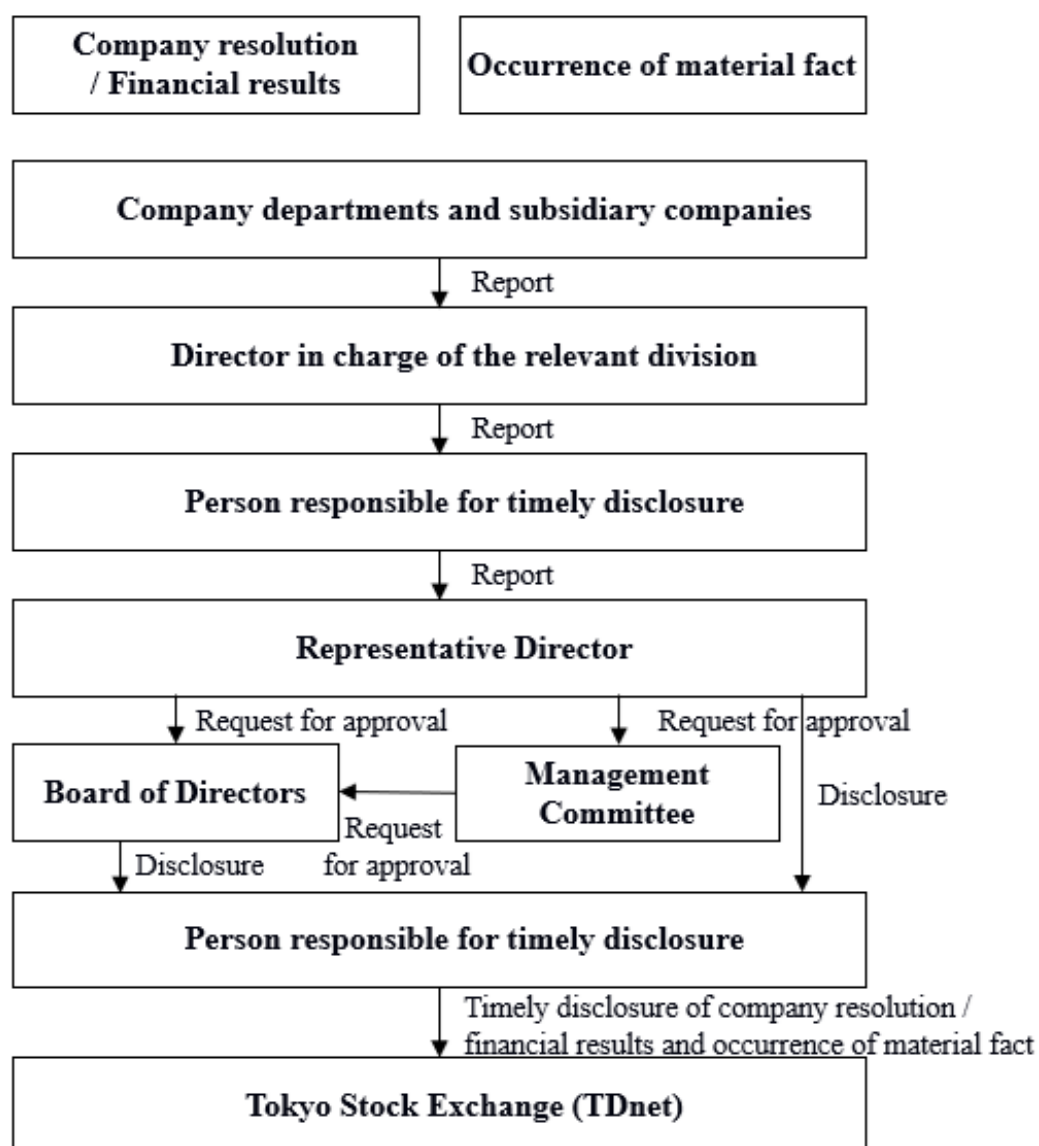 Company resolution
/ Financial results
Occurrence of material fact
Company departments and subsidiary companies
Report
Director in charge of the relevant division
Report
Person responsible for timely disclosure
Report
Representative Director
Request for approval
Request for approval
Board of Directors
Management
Committee
Disclosure
Request
for approval
Disclosure
Person responsible for timely disclosure
Timely disclosure of company resolution /
financial results and occurrence of material fact
Tokyo Stock Exchange (TDnet)